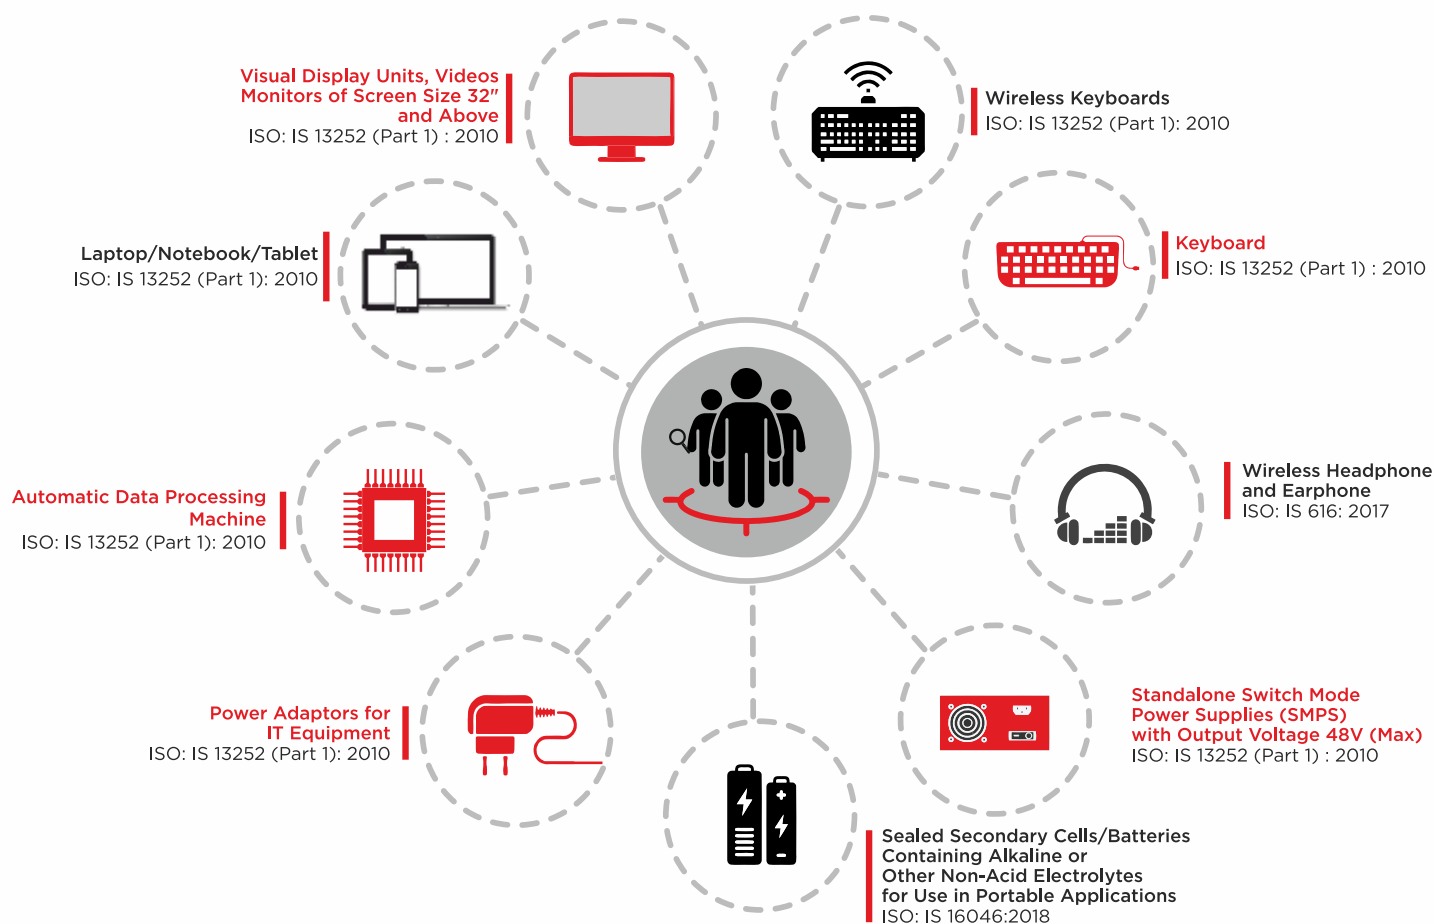 Visual Display Units, Videos
Monitors of Screen Size 32"
and Above
ISO: IS 13252 (Part 1) : 2010
Wireless Keyboards
ISO: IS 13252 (Part 1): 2010
Laptop/Notebook/Tablet
ISO: IS 13252 (Part 1): 2010
Keyboard
ISO: IS 13252 (Part 1) : 2010
Automatic Data Processing
Machine
ISO: IS 13252 (Part 1): 2010
Wireless Headphone
and Earphone
ISO: IS 616: 2017
Power Adaptors for
IT Equipment
ISO: IS 13252 (Part 1): 2010
Standalone Switch Mode
Power Supplies (SMPS)
with Output Voltage 48V (Max)
ISO: IS 13252 (Part 1) : 2010
Sealed Secondary Cells/Batteries
Containing Alkaline or
Other Non-Acid Electrolytes
for Use in Portable Applications
ISO: IS 16046:2018